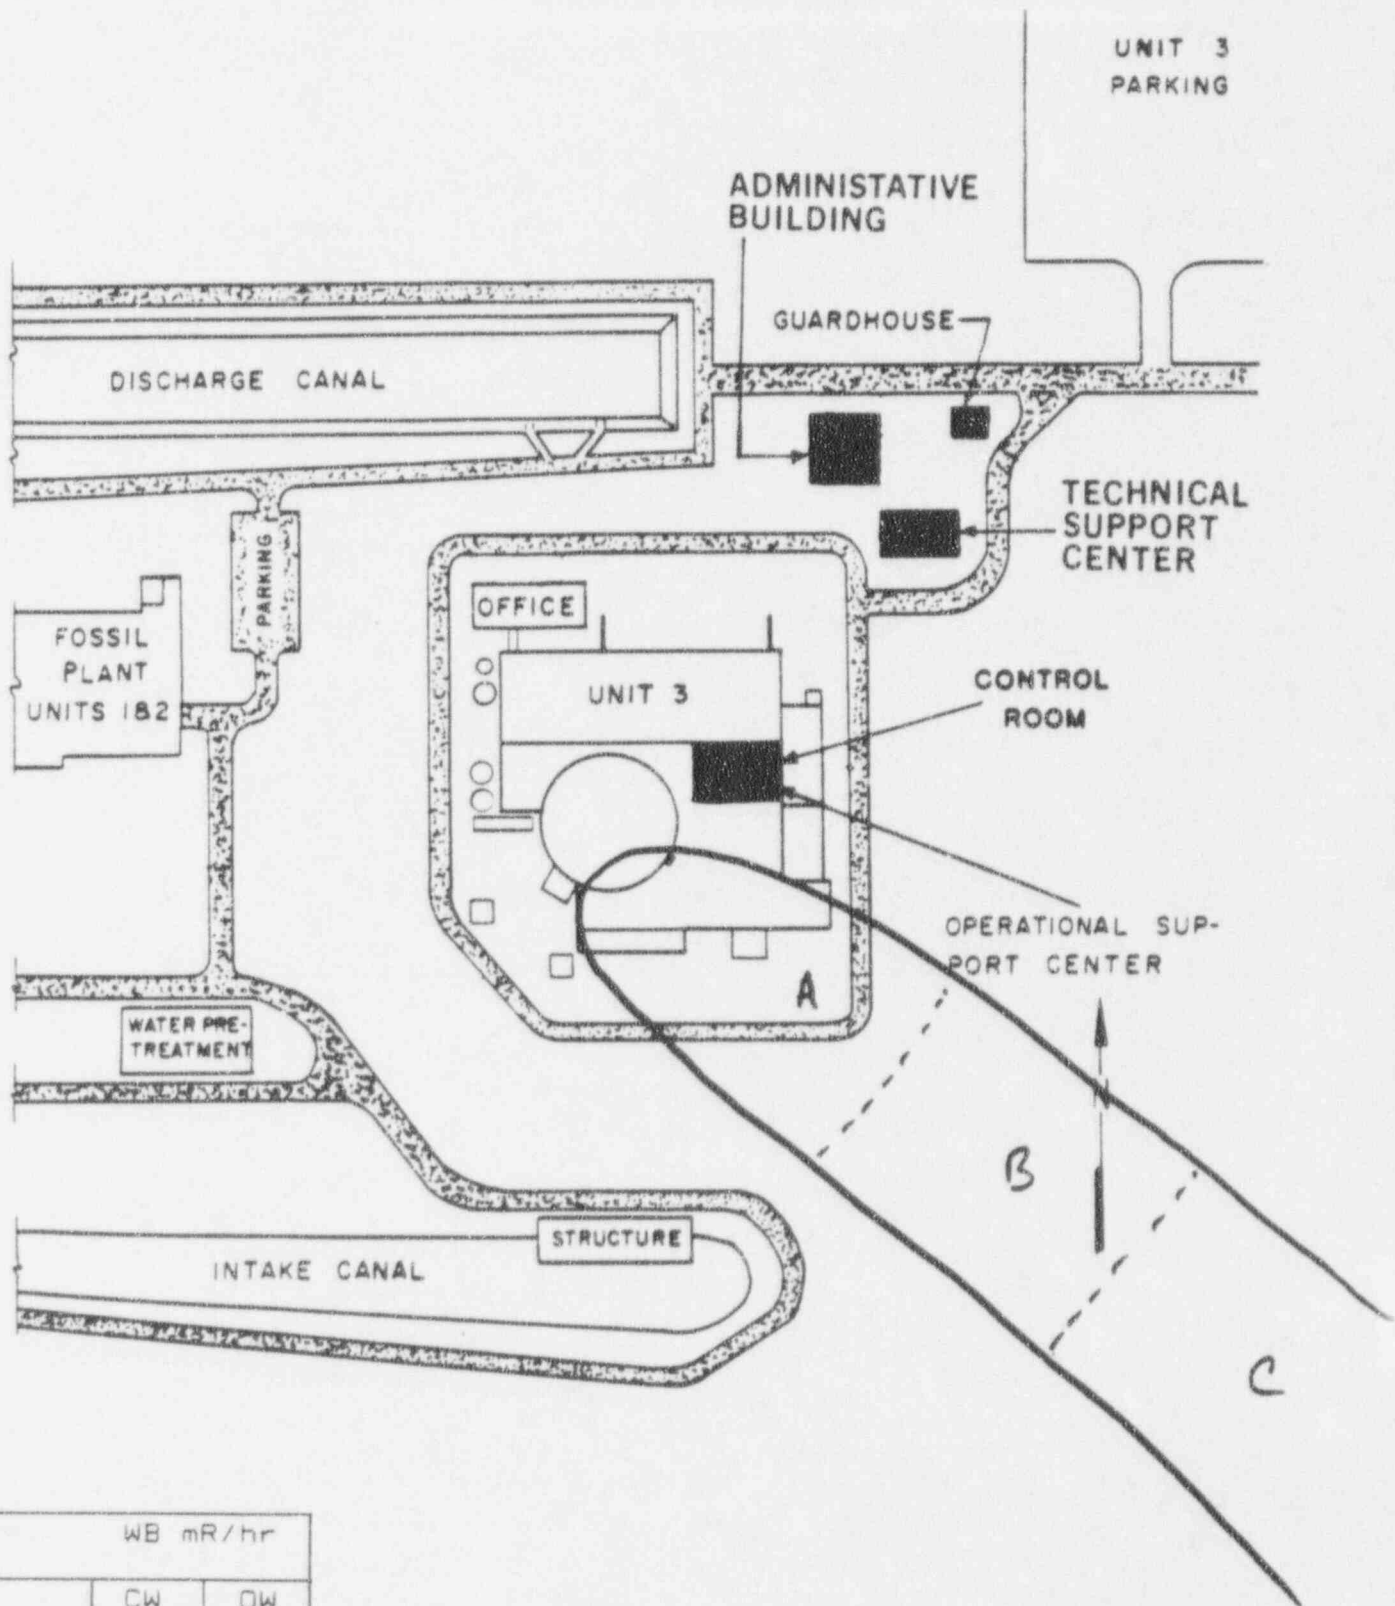 UNIT 3
PARKING
ADMINISTATIVE
BUILDING
GUARDHOUSE
DISCHARGE CANAL
TECHNICAL
SUPPORT
CENTER
PARKING
OFFICE
FOSSIL
PLANT
UNITS 1&2
UNIT 3
CONTROL
ROOM
OPERATIONAL SUP-
PORT CENTER
A
WATER PRE-
TREATMENT
N
B
STRUCTURE
INTAKE CANAL
C
WB mR/hr
CW OW